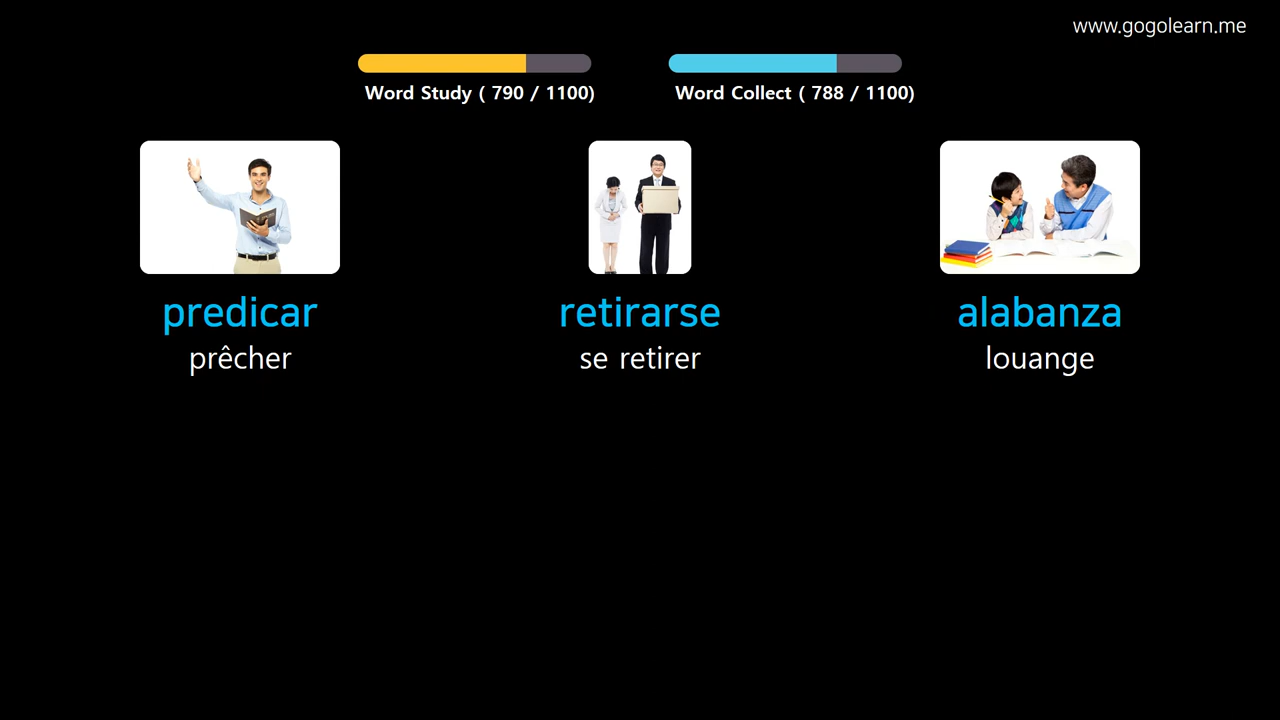 www.gogolearn.me
Word Study ( 790 / 1100)
Word Collect ( 788 / 1100)
predicar
prêcher
retirarse
se retirer
alabanza
louange